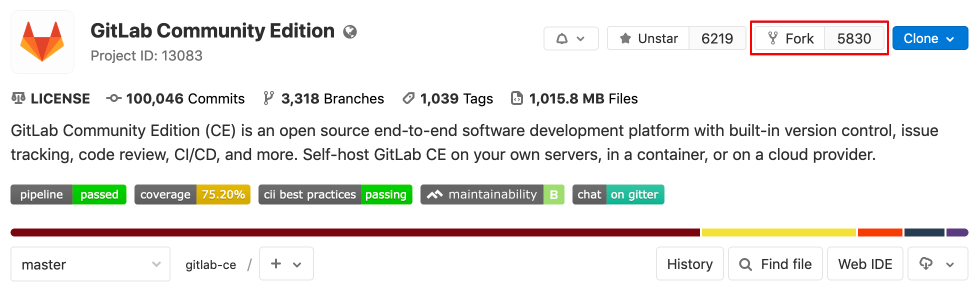 GitLab Community Edition
Project ID: 13083
Unstar 6219 Fork 5830 Clone
LICENSE 100,046 Commits 3,318 Branches 1,039 Tags 1,015.8 MB Files
GitLab Community Edition (CE) is an open source end-to-end software development platform with built-in version control, issue
tracking, code review, CI/CD, and more. Self-host GitLab CE on your own servers, in a container, or on a cloud provider.
pipeline passed coverage 75.20% cii best practices passing maintainability B chat on gitter
master gitlab-ce / + History Find file Web IDE